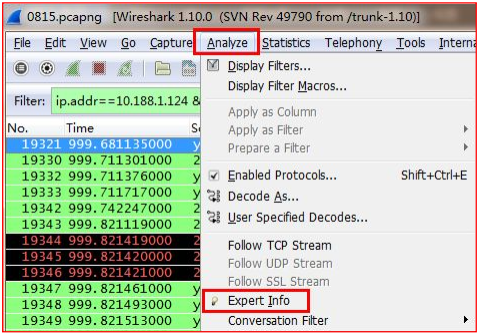 0815.pcapng [Wireshark 1.10.0 (SVN Rev 49790 from /trunk-1.10)]
File Edit View Go Capture Analyze Statistics Telephony Tools Interna
Filter: ip.addr==10.188.1.124 &
No. Time
19321 999.681135000
19330 999.711301000 2
19332 999.711376000
19333 999.711717000
19342 999.742247000 2
19343 999.821119000
19344 999.821419000 2
19345 999.821420000
19346 999.821421000
19347 999.821461000
19348 999.821493000
19349 999.821513000
Display Filters...
Display Filter Macros...
Apply as Column
Apply as Filter
Prepare a Filter
Enabled Protocols... Shift+Ctrl+E
Decode As...
User Specified Decodes...
Follow TCP Stream
Follow UDP Stream
Follow SSL Stream
Expert Info
Conversation Filter